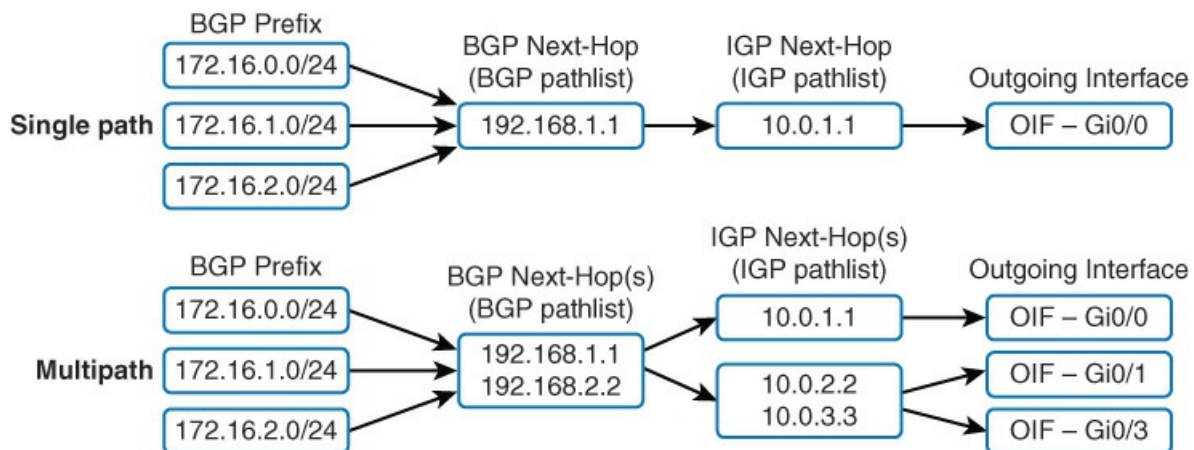 BGP Prefix
BGP Next-Hop
(BGP pathlist)
IGP Next-Hop
(IGP pathlist)
Outgoing Interface
Single path
172.16.0.0/24
172.16.1.0/24
172.16.2.0/24
192.168.1.1
10.0.1.1
OIF – Gi0/0
BGP Prefix
BGP Next-Hop(s)
(BGP pathlist)
IGP Next-Hop(s)
(IGP pathlist)
Outgoing Interface
Multipath
172.16.0.0/24
172.16.1.0/24
172.16.2.0/24
192.168.1.1
192.168.2.2
10.0.1.1
10.0.2.2
10.0.3.3
OIF – Gi0/0
OIF – Gi0/1
OIF – Gi0/3